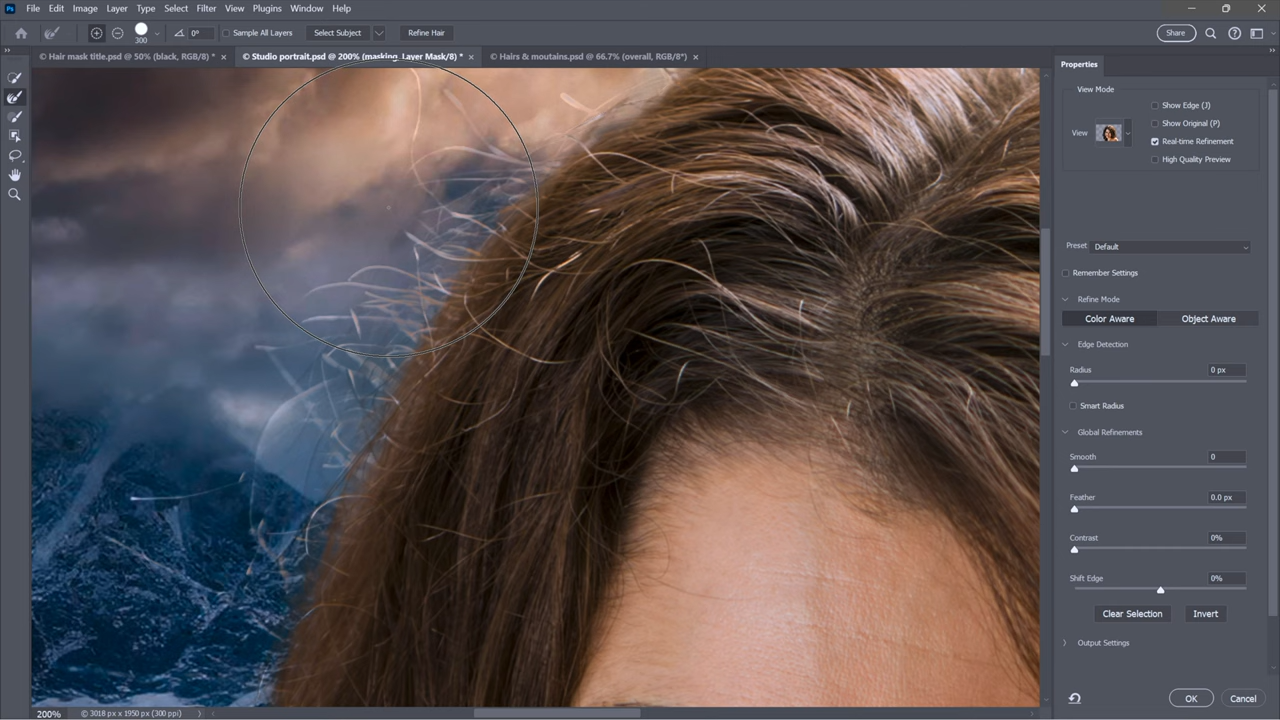 Ps File Edit Image Layer Type Select Filter View Plugins Window Help
300 0° Sample All Layers Select Subject Refine Hair Share
© Hair mask title.psd @ 50% (black, RGB/8) * × © Studio portrait.psd @ 200% (masking, Layer Mask/8) * × © Hairs & moutains.psd @ 66.7% (overall, RGB/8*) ×
Properties
View Mode
Show Edge (J)
Show Original (P)
View
Real-time Refinement
High Quality Preview
Preset Default
Remember Settings
Refine Mode
Color Aware Object Aware
Edge Detection
Radius 0 px
Smart Radius
Global Refinements
Smooth 0
Feather 0.0 px
Contrast 0%
Shift Edge 0%
Clear Selection Invert
Output Settings
OK Cancel
200% © 3018 px x 1950 px (300 ppi)